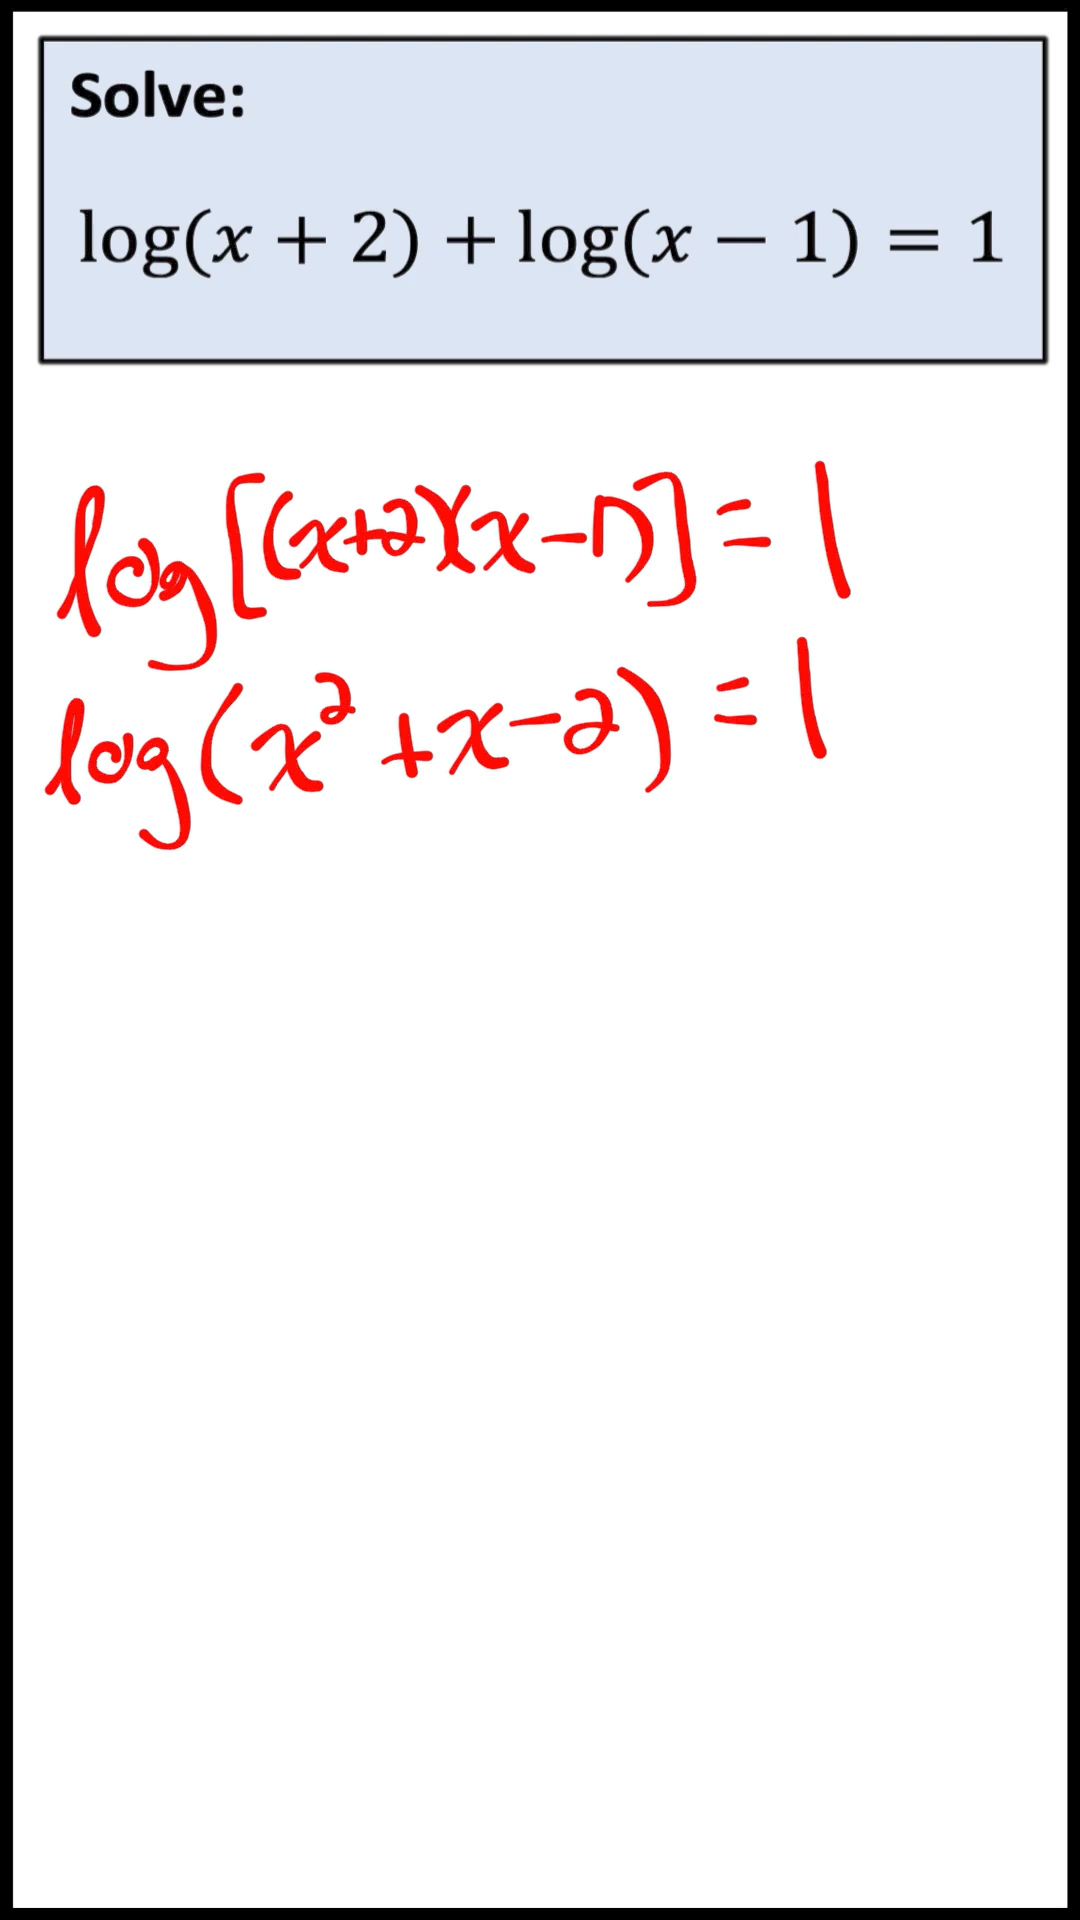 Solve:
log(x + 2) + log(x − 1) = 1
log[(x+2)(x-1)] = 1
log(x² + x - 2) = 1